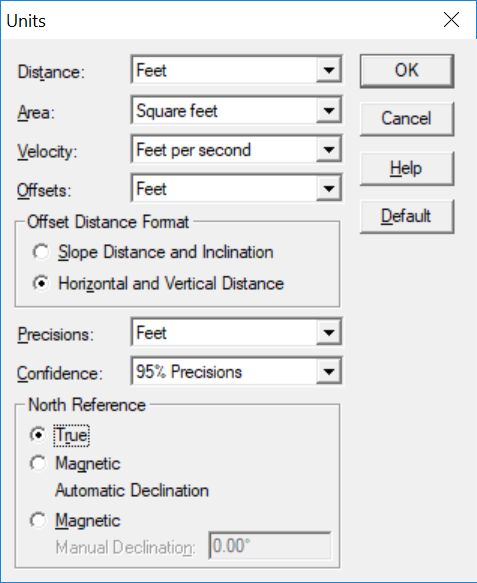 Units
Distance: Feet
OK
Area: Square feet
Cancel
Velocity: Feet per second
Help
Offsets: Feet
Default
Offset Distance Format
Slope Distance and Inclination
Horizontal and Vertical Distance
Precisions: Feet
Confidence: 95% Precisions
North Reference
True
Magnetic
Automatic Declination
Magnetic
Manual Declination: 0.00°